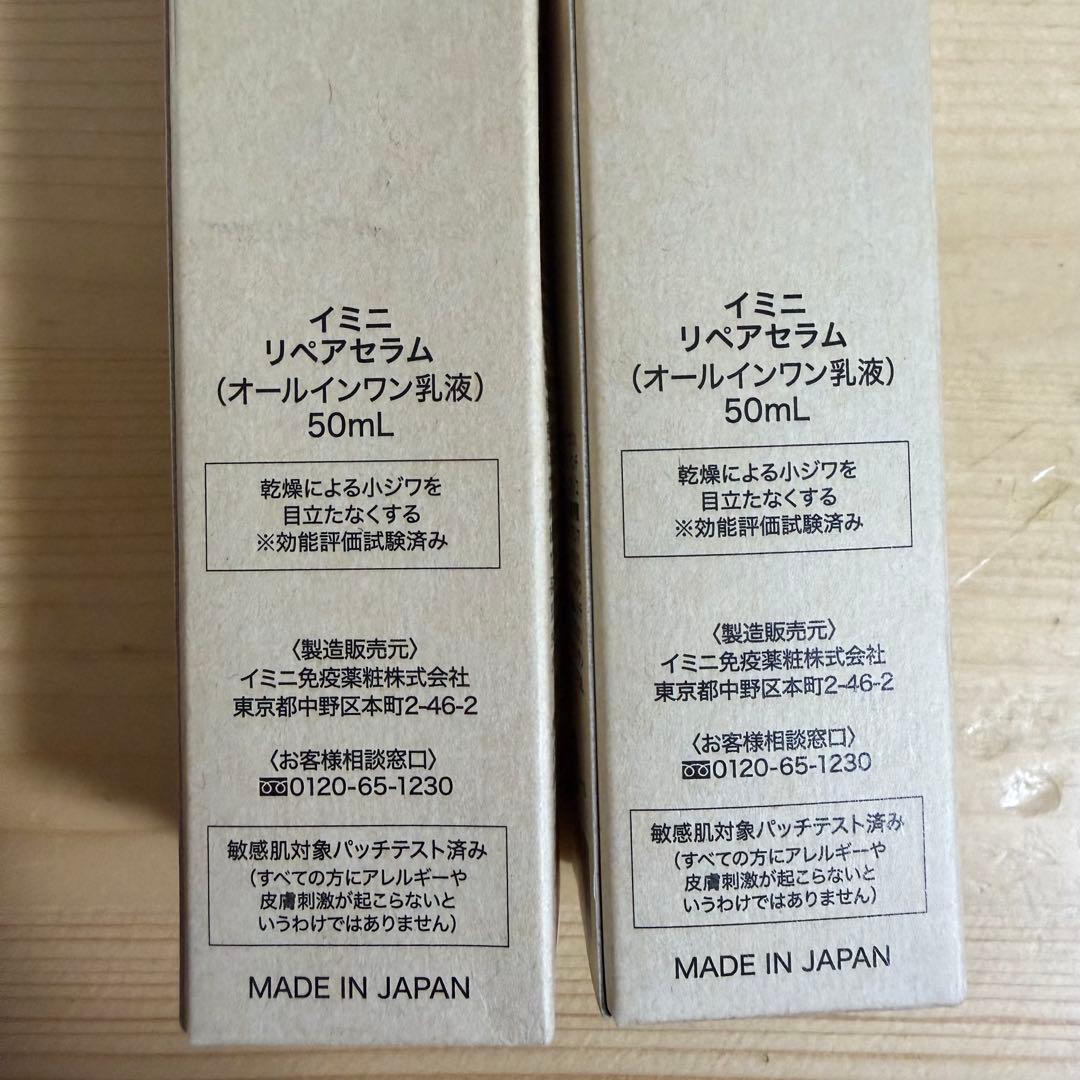 イミニ
リペアセラム
（オールインワン乳液）
50mL
乾燥による小ジワを
目立たなくする
※効能評価試験済み
〈製造販売元〉
イミニ免疫薬粧株式会社
東京都中野区本町2-46-2
〈お客様相談窓口〉
0120-65-1230
敏感肌対象パッチテスト済み
（すべての方にアレルギーや
皮膚刺激が起こらないと
いうわけではありません）
MADE IN JAPAN
イミニ
リペアセラム
（オールインワン乳液）
50mL
乾燥による小ジワを
目立たなくする
※効能評価試験済み
〈製造販売元〉
イミニ免疫薬粧株式会社
東京都中野区本町2-46-2
〈お客様相談窓口〉
0120-65-1230
敏感肌対象パッチテスト済み
（すべての方にアレルギーや
皮膚刺激が起こらないと
いうわけではありません）
MADE IN JAPAN